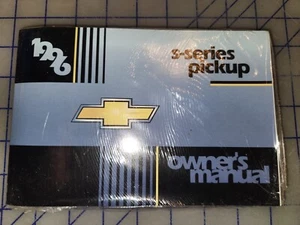 1996
s-series
pickup
owner's
manual